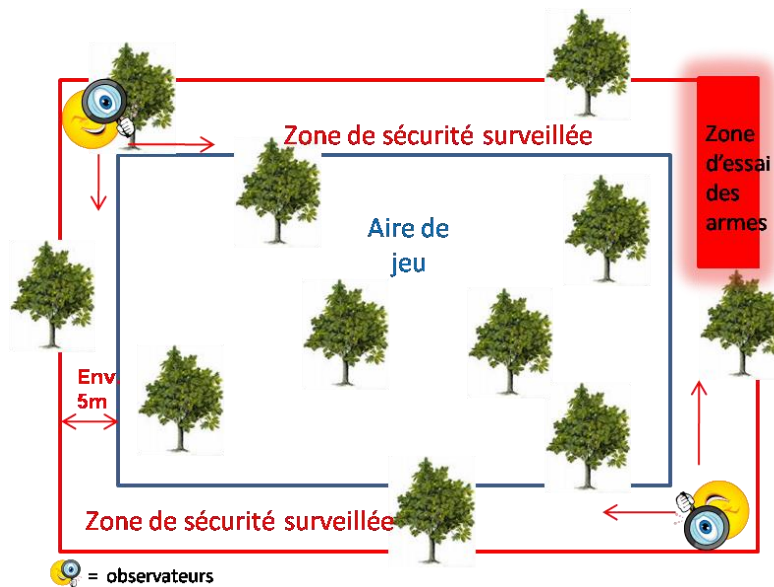 Zone de sécurité surveillée
Zone
d'essai
des
armes
Aire de
jeu
Env.
5m
Zone de sécurité surveillée
= observateurs